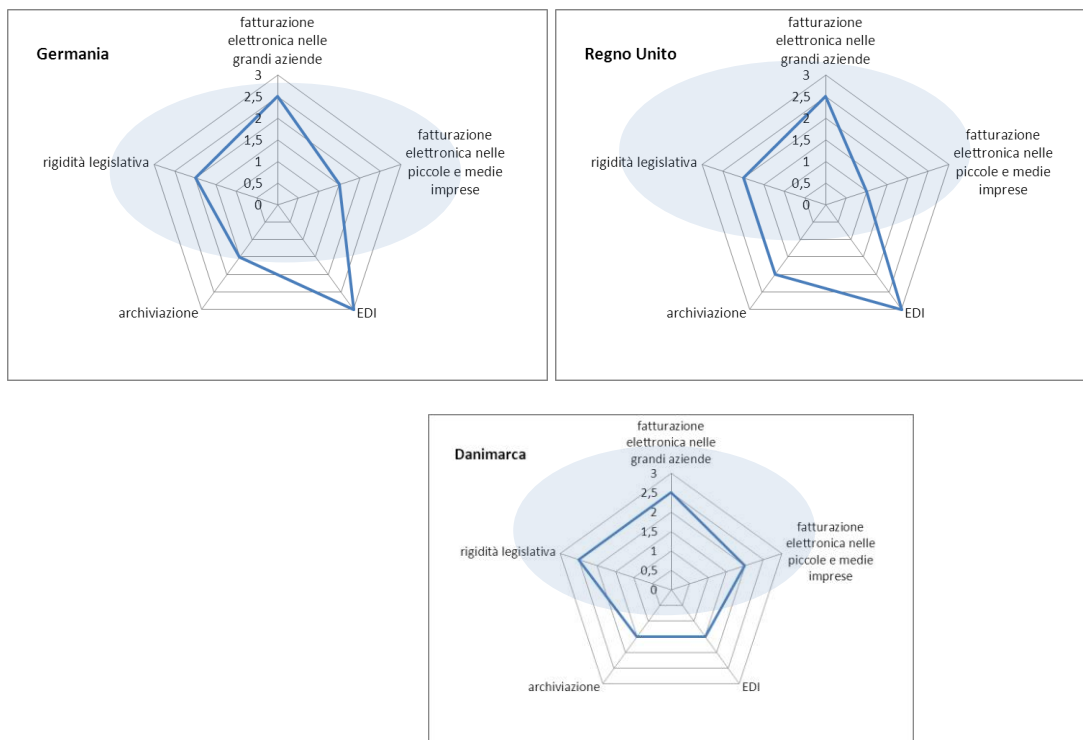 Germania
fatturazione
elettronica nelle
grandi aziende
3
2,5
2
1,5
1
0,5
0
fatturazione
elettronica nelle
piccole e medie
imprese
EDI
archiviazione
rigidità legislativa
Regno Unito
fatturazione
elettronica nelle
grandi aziende
3
2,5
2
1,5
1
0,5
0
fatturazione
elettronica nelle
piccole e medie
imprese
EDI
archiviazione
rigidità legislativa
Danimarca
fatturazione
elettronica nelle
grandi aziende
3
2,5
2
1,5
1
0,5
0
fatturazione
elettronica nelle
piccole e medie
imprese
EDI
archiviazione
rigidità legislativa